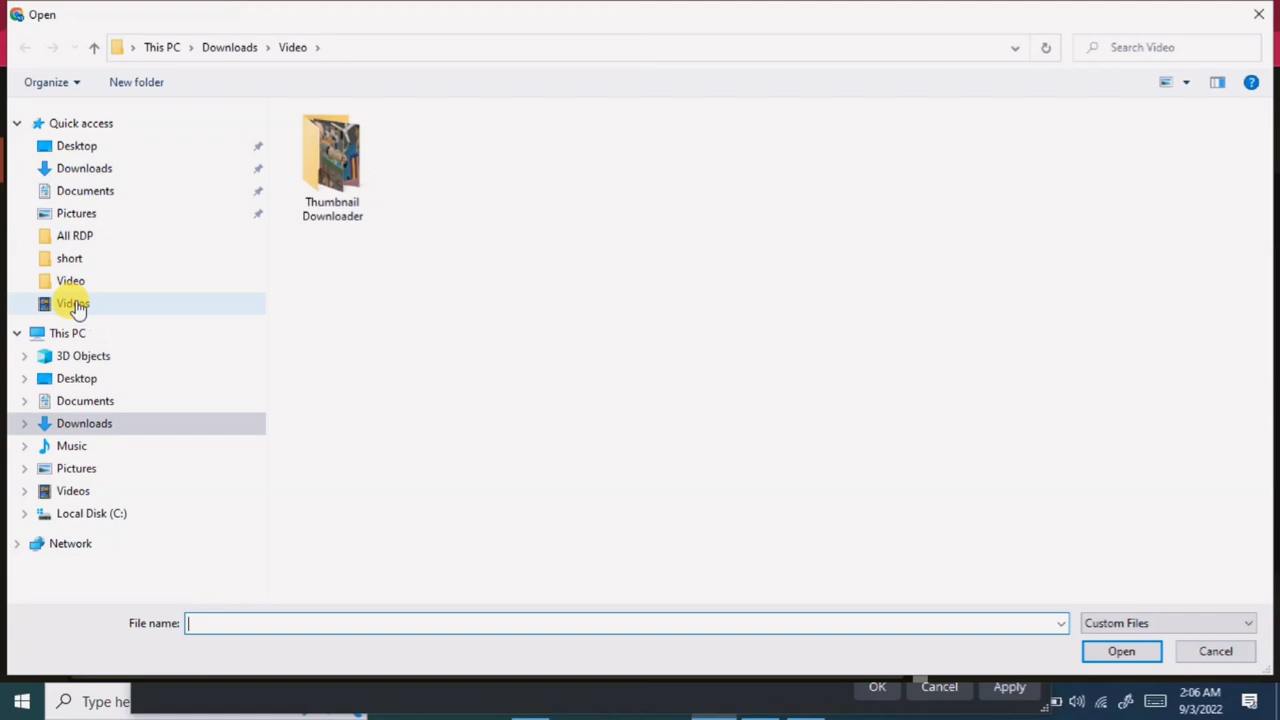 Open
This PC > Downloads > Video >
Search Video
Organize
New folder
Quick access
Desktop
Downloads
Documents
Pictures
All RDP
short
Video
Videos
This PC
3D Objects
Desktop
Documents
Downloads
Music
Pictures
Videos
Local Disk (C:)
Network
Thumbnail
Downloader
File name:
Custom Files
Open
Cancel
OK
Cancel
Apply
Type he
2:06 AM
9/3/2022